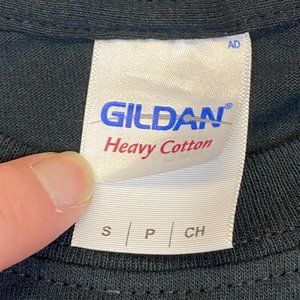 AD
GILDAN®
Heavy Cotton
S | P | CH